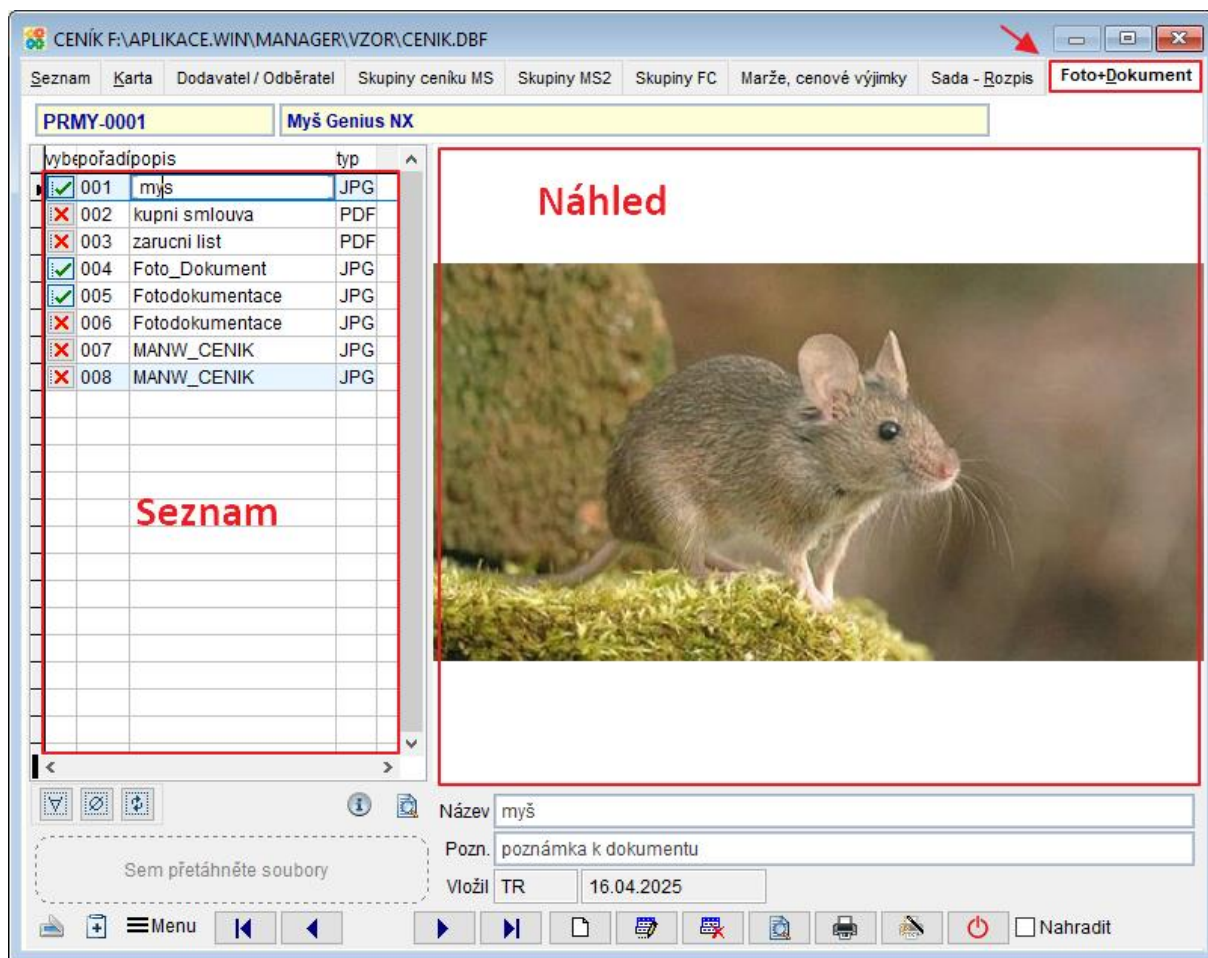 CENÍK F:\APLIKACE.WIN\MANAGER\VZOR\CENIK.DBF
Seznam Karta Dodavatel / Odběratel Skupiny ceníku MS Skupiny MS2 Skupiny FC Marže, cenové výjimky Sada - Rozpis Foto+Dokument
PRMY-0001 Myš Genius NX
vybe pořadí popis typ
001 mys JPG
002 kupni smlouva PDF
003 zarucni list PDF
004 Foto_Dokument JPG
005 Fotodokumentace JPG
006 Fotodokumentace JPG
007 MANW_CENIK JPG
008 MANW_CENIK JPG
Seznam
Náhled
Sem přetáhněte soubory
Název myš
Pozn. poznámka k dokumentu
Vložil TR 16.04.2025
Menu Nahradit